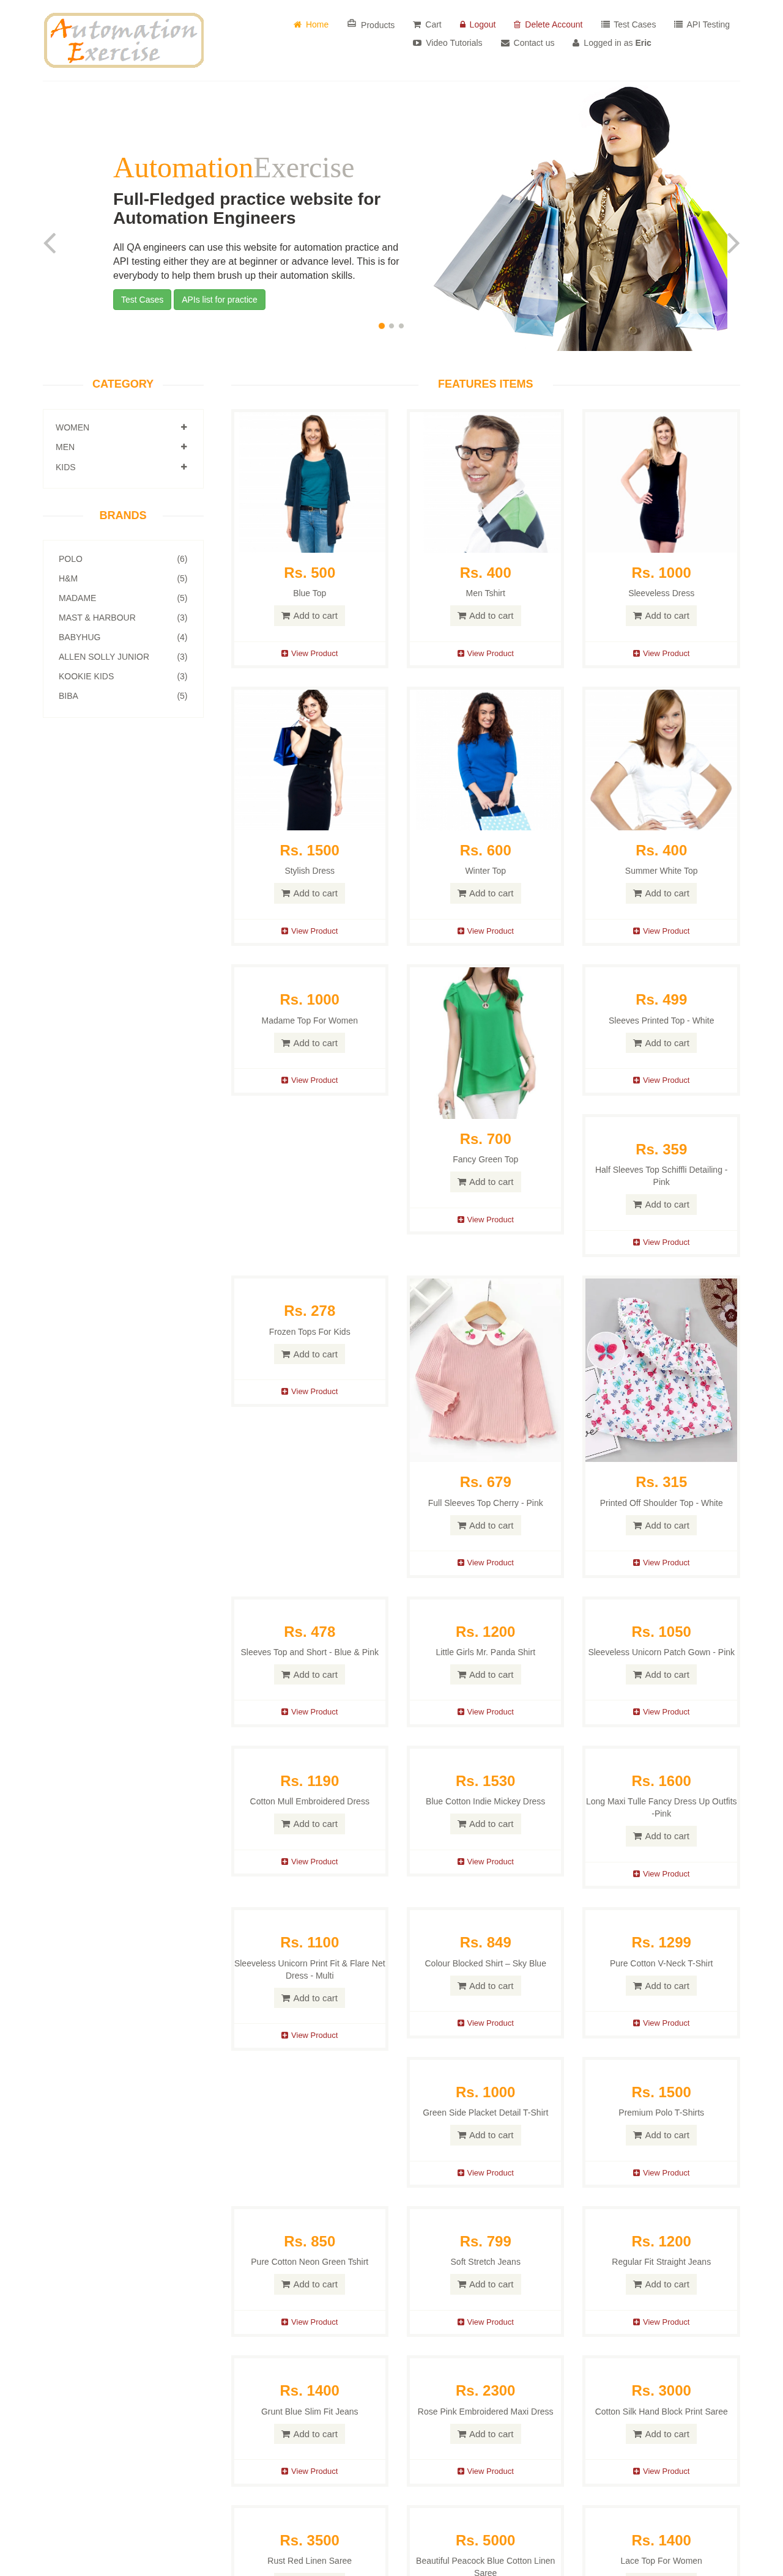 Automation
Exercise
Home
Products
Cart
Logout
Delete Account
Test Cases
API Testing
Video Tutorials
Contact us
Logged in as Eric
AutomationExercise
Full-Fledged practice website for
Automation Engineers
All QA engineers can use this website for automation practice and
API testing either they are at beginner or advance level. This is for
everybody to help them brush up their automation skills.
Test Cases
APIs list for practice
CATEGORY
WOMEN
MEN
KIDS
BRANDS
POLO (6)
H&M (5)
MADAME (5)
MAST & HARBOUR (3)
BABYHUG (4)
ALLEN SOLLY JUNIOR (3)
KOOKIE KIDS (3)
BIBA (5)
FEATURES ITEMS
Rs. 500
Blue Top
Add to cart
View Product
Rs. 400
Men Tshirt
Add to cart
View Product
Rs. 1000
Sleeveless Dress
Add to cart
View Product
Rs. 1500
Stylish Dress
Add to cart
View Product
Rs. 600
Winter Top
Add to cart
View Product
Rs. 400
Summer White Top
Add to cart
View Product
Rs. 1000
Madame Top For Women
Add to cart
View Product
Rs. 700
Fancy Green Top
Add to cart
View Product
Rs. 499
Sleeves Printed Top - White
Add to cart
View Product
Rs. 359
Half Sleeves Top Schiffli Detailing -
Pink
Add to cart
View Product
Rs. 278
Frozen Tops For Kids
Add to cart
View Product
Rs. 679
Full Sleeves Top Cherry - Pink
Add to cart
View Product
Rs. 315
Printed Off Shoulder Top - White
Add to cart
View Product
Rs. 478
Sleeves Top and Short - Blue & Pink
Add to cart
View Product
Rs. 1200
Little Girls Mr. Panda Shirt
Add to cart
View Product
Rs. 1050
Sleeveless Unicorn Patch Gown - Pink
Add to cart
View Product
Rs. 1190
Cotton Mull Embroidered Dress
Add to cart
View Product
Rs. 1530
Blue Cotton Indie Mickey Dress
Add to cart
View Product
Rs. 1600
Long Maxi Tulle Fancy Dress Up Outfits
-Pink
Add to cart
View Product
Rs. 1100
Sleeveless Unicorn Print Fit & Flare Net
Dress - Multi
Add to cart
View Product
Rs. 849
Colour Blocked Shirt – Sky Blue
Add to cart
View Product
Rs. 1299
Pure Cotton V-Neck T-Shirt
Add to cart
View Product
Rs. 1000
Green Side Placket Detail T-Shirt
Add to cart
View Product
Rs. 1500
Premium Polo T-Shirts
Add to cart
View Product
Rs. 850
Pure Cotton Neon Green Tshirt
Add to cart
View Product
Rs. 799
Soft Stretch Jeans
Add to cart
View Product
Rs. 1200
Regular Fit Straight Jeans
Add to cart
View Product
Rs. 1400
Grunt Blue Slim Fit Jeans
Add to cart
View Product
Rs. 2300
Rose Pink Embroidered Maxi Dress
Add to cart
View Product
Rs. 3000
Cotton Silk Hand Block Print Saree
Add to cart
View Product
Rs. 3500
Rust Red Linen Saree
Rs. 5000
Beautiful Peacock Blue Cotton Linen
Saree
Rs. 1400
Lace Top For Women